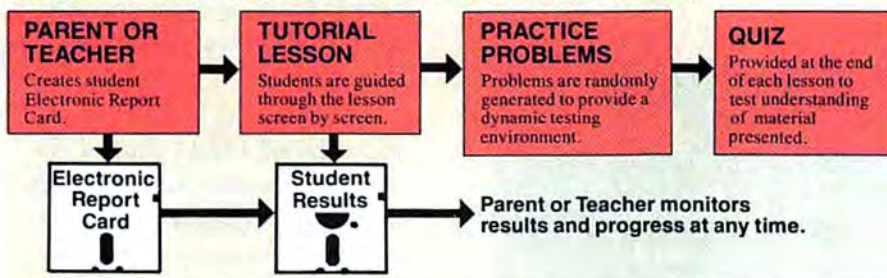 PARENT OR
TEACHER
Creates student
Electronic Report
Card.
TUTORIAL
LESSON
Students are guided
through the lesson
screen by screen.
PRACTICE
PROBLEMS
Problems are randomly
generated to provide a
dynamic testing
environment.
QUIZ
Provided at the end
of each lesson to
test understanding
of material
presented.
Electronic
Report
Card
Student
Results
Parent or Teacher monitors
results and progress at any time.